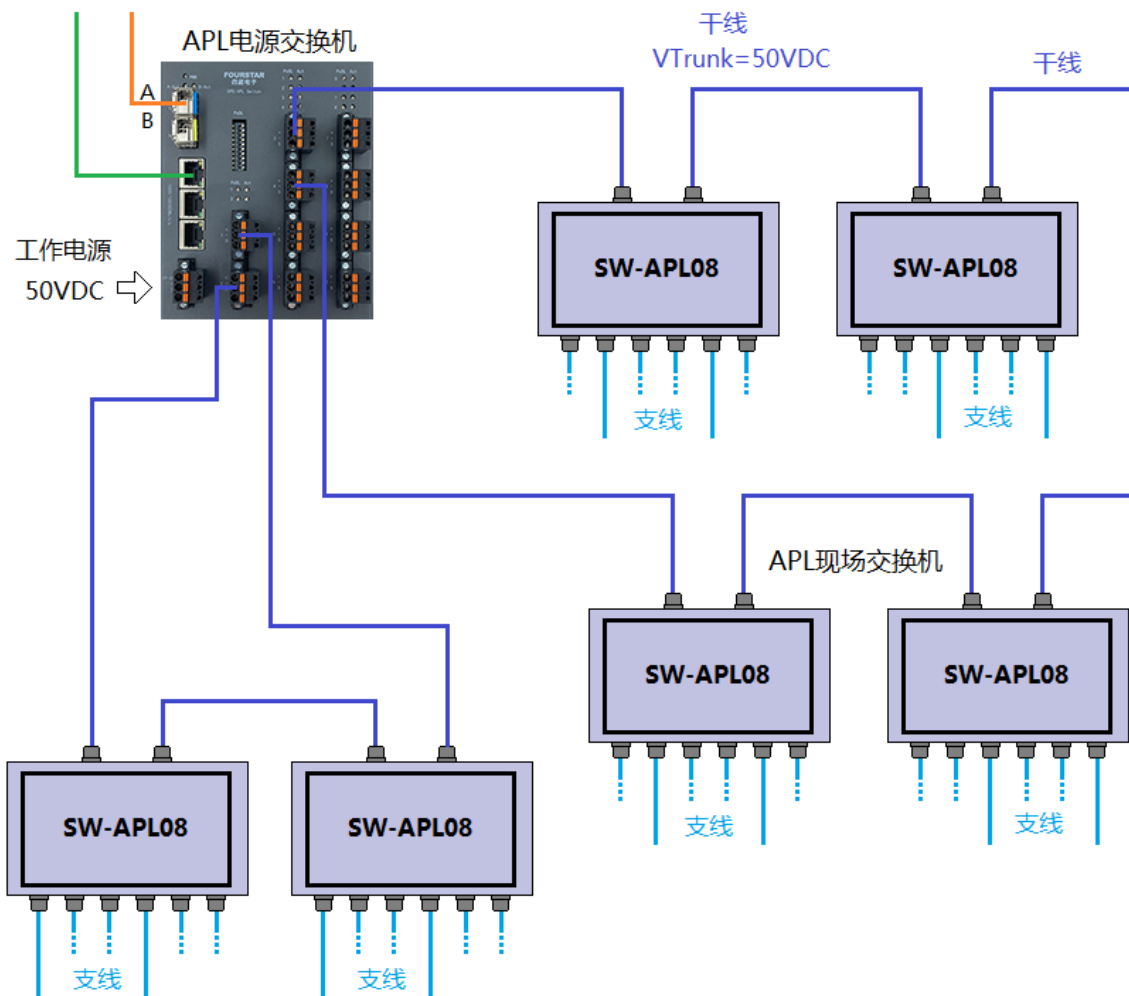 干线
APL电源交换机
VTrunk=50VDC
干线
FOURSTAR
A
B
工作电源
50VDC
SW-APL08
SW-APL08
支线
支线
APL现场交换机
SW-APL08
SW-APL08
支线
支线
SW-APL08
SW-APL08
支线
支线